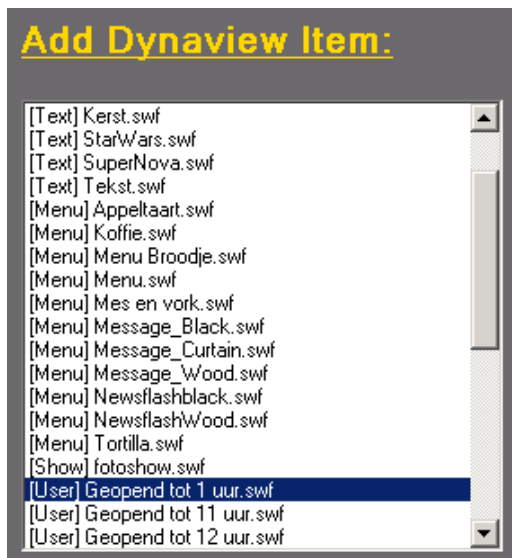 Add Dynaview Item:
[Text] Kerst.swf
[Text] StarWars.swf
[Text] SuperNova.swf
[Text] Tekst.swf
[Menu] Appeltaart.swf
[Menu] Koffie.swf
[Menu] Menu Broodje.swf
[Menu] Menu.swf
[Menu] Mes en vork.swf
[Menu] Message_Black.swf
[Menu] Message_Curtain.swf
[Menu] Message_Wood.swf
[Menu] Newsflashblack.swf
[Menu] NewsflashWood.swf
[Menu] Tortilla.swf
[Show] fotoshow.swf
[User] Geopend tot 1 uur.swf
[User] Geopend tot 11 uur.swf
[User] Geopend tot 12 uur.swf